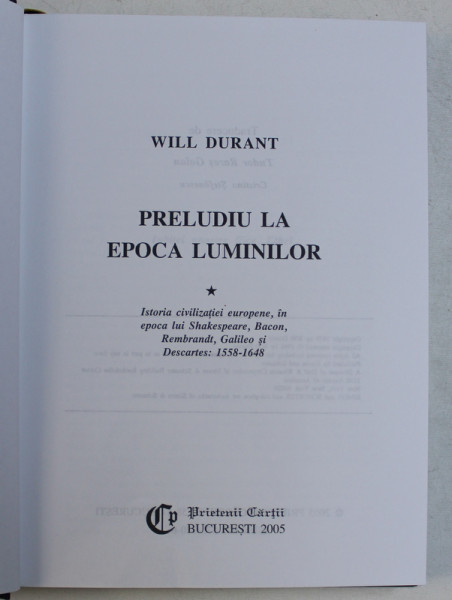 WILL DURANT
PRELUDIU LA
EPOCA LUMINILOR
★
Istoria civilizației europene, în
epoca lui Shakespeare, Bacon,
Rembrandt, Galileo și
Descartes: 1558-1648
Cp Prietenii Cărții
BUCUREȘTI 2005